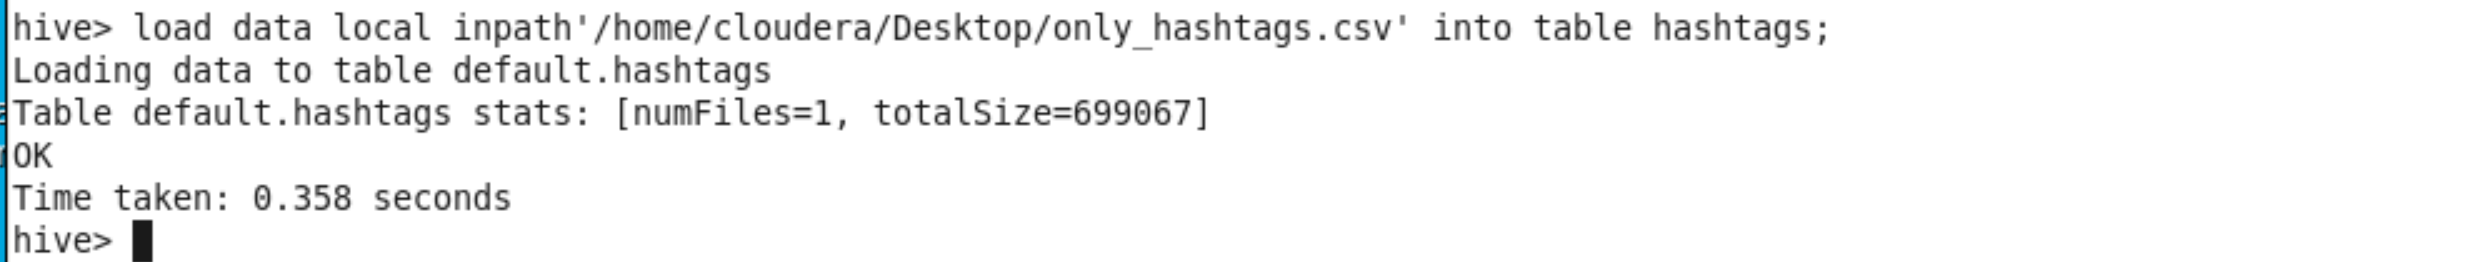 hive> load data local inpath'/home/cloudera/Desktop/only_hashtags.csv' into table hashtags;
Loading data to table default.hashtags
Table default.hashtags stats: [numFiles=1, totalSize=699067]
OK
Time taken: 0.358 seconds
hive>